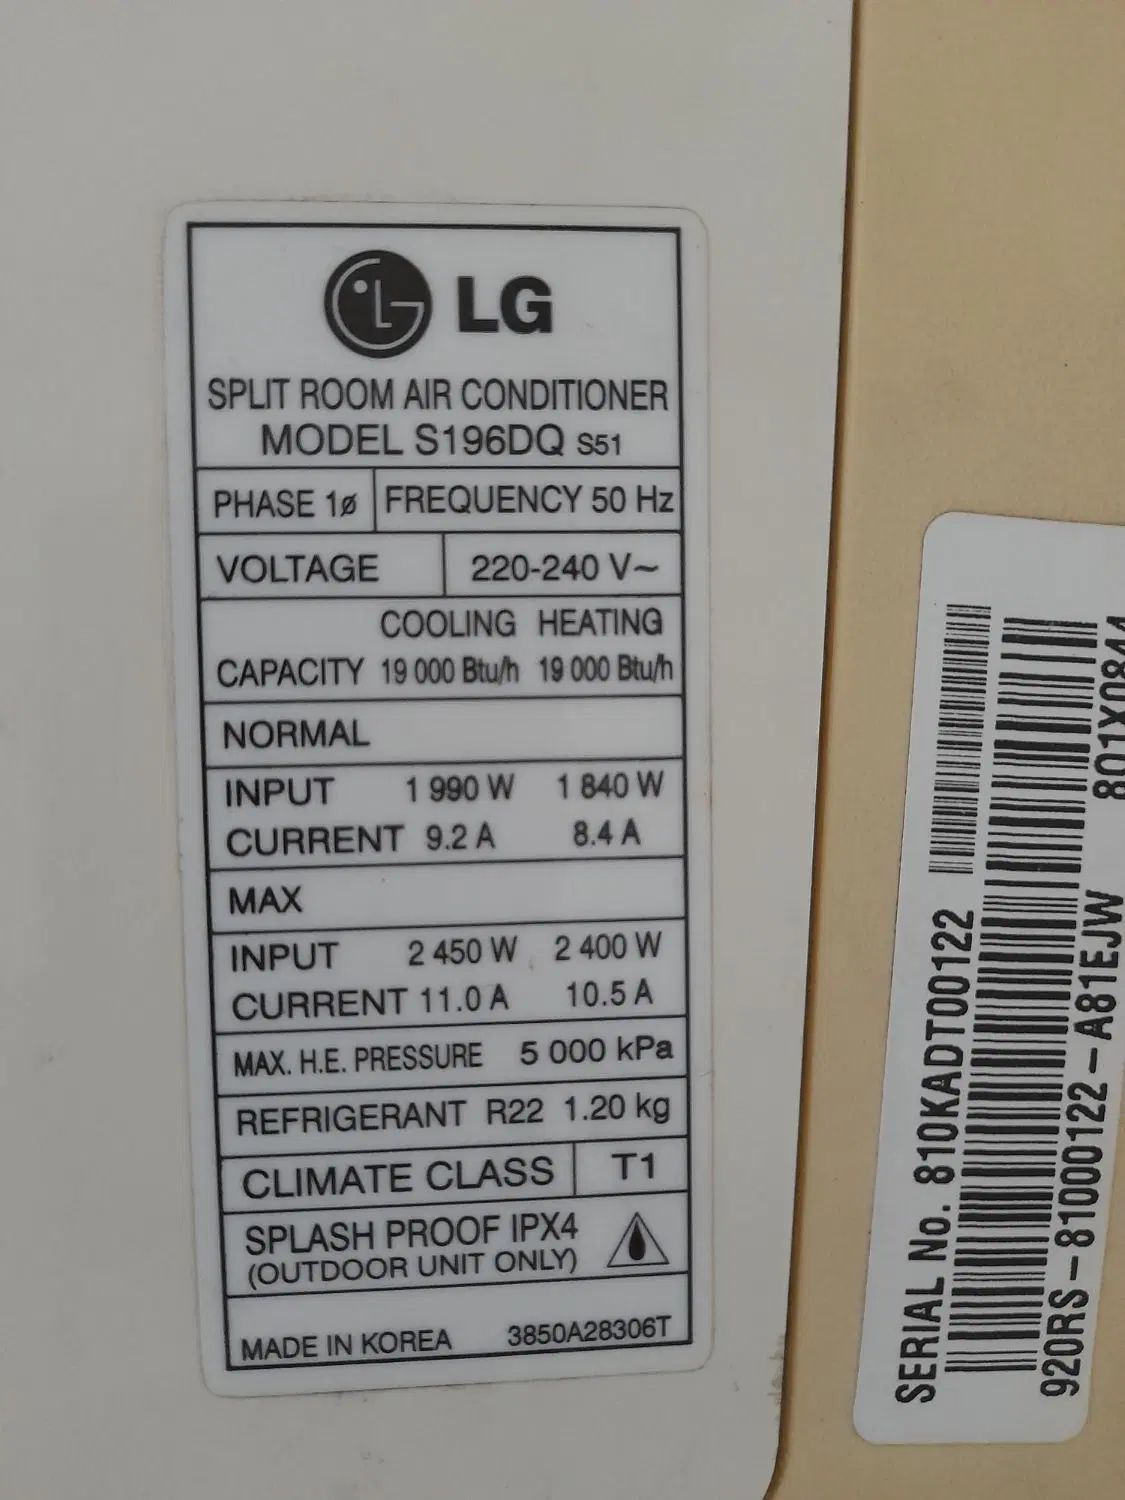 LG
SPLIT ROOM AIR CONDITIONER
MODEL S196DQ S51
PHASE 1ø FREQUENCY 50 Hz
VOLTAGE 220-240 V~
COOLING HEATING
CAPACITY 19 000 Btu/h 19 000 Btu/h
NORMAL
INPUT 1 990 W 1 840 W
CURRENT 9.2 A 8.4 A
MAX
INPUT 2 450 W 2 400 W
CURRENT 11.0 A 10.5 A
MAX. H.E. PRESSURE 5 000 kPa
REFRIGERANT R22 1.20 kg
CLIMATE CLASS T1
SPLASH PROOF IPX4
(OUTDOOR UNIT ONLY)
MADE IN KOREA 3850A28306T
SERIAL No. 810KADT00122
920RS-81000122-A81EJW